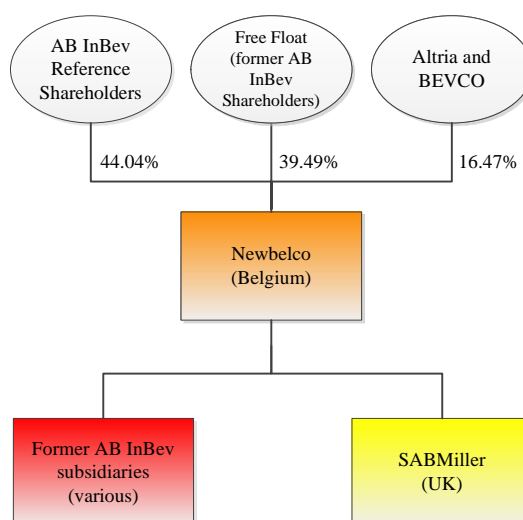 AB InBev
Reference
Shareholders
Free Float
(former AB
InBev
Shareholders)
Altria and
BEVCO
44.04%
39.49%
16.47%
Newbelco
(Belgium)
Former AB InBev
subsidiaries
(various)
SABMiller
(UK)